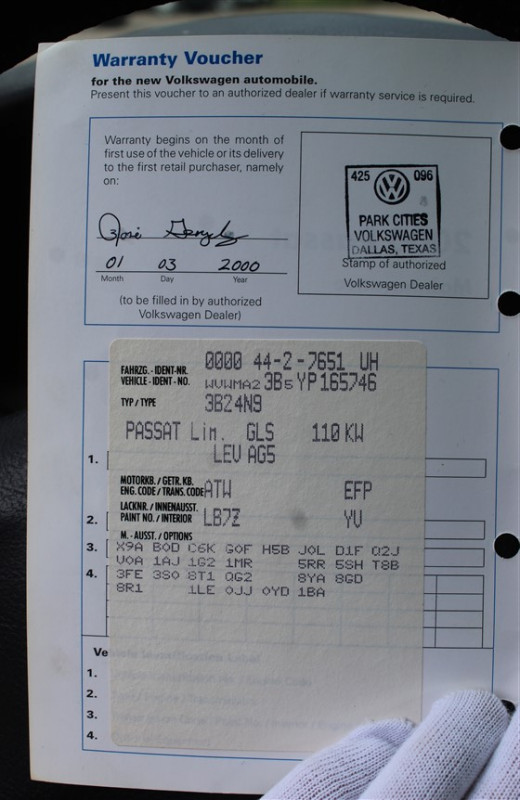 Warranty Voucher
for the new Volkswagen automobile.
Present this voucher to an authorized dealer if warranty service is required.
Warranty begins on the month of
first use of the vehicle or its delivery
to the first retail purchaser, namely
on:
01 03 2000
Month Day Year
(to be filled in by authorized
Volkswagen Dealer)
425 096
PARK CITIES
VOLKSWAGEN
DALLAS, TEXAS
Stamp of authorized
Volkswagen Dealer
0000 44-2-7651 UH
FAHRZG.-IDENT-NR.
VEHICLE-IDENT-NO. WVWMA23B5YP165746
TYP/TYPE 3B24N9
PASSAT Lim. GLS 110 KW
LEV AG5
MOTORKB./GETR.KB.
ENG.CODE/TRANS.CODE ATW EFP
LACKNR./INNENAUSST.
PAINT NO./INTERIOR LB7Z YV
M.-AUSST./OPTIONS
X9A B0D C6K G0F H5B J0L D1F Q2J
V0A 1AJ 1G2 1MR 5RR 5SH T8B
3FE 3S0 8T1 QG2 8YA 8GD
8R1 1LE 0JJ 0YD 1BA
1.
2.
3.
4.
Ve
1.
2.
3.
4.